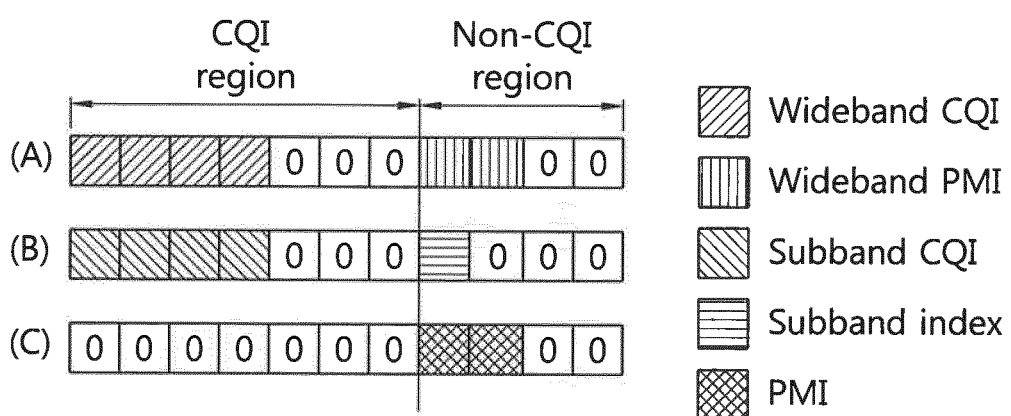 CQI
region
Non-CQI
region
(A) 0 0 0 0 0
(B) 0 0 0 0 0 0
(C) 0 0 0 0 0 0 0 0 0
Wideband CQI
Wideband PMI
Subband CQI
Subband index
PMI